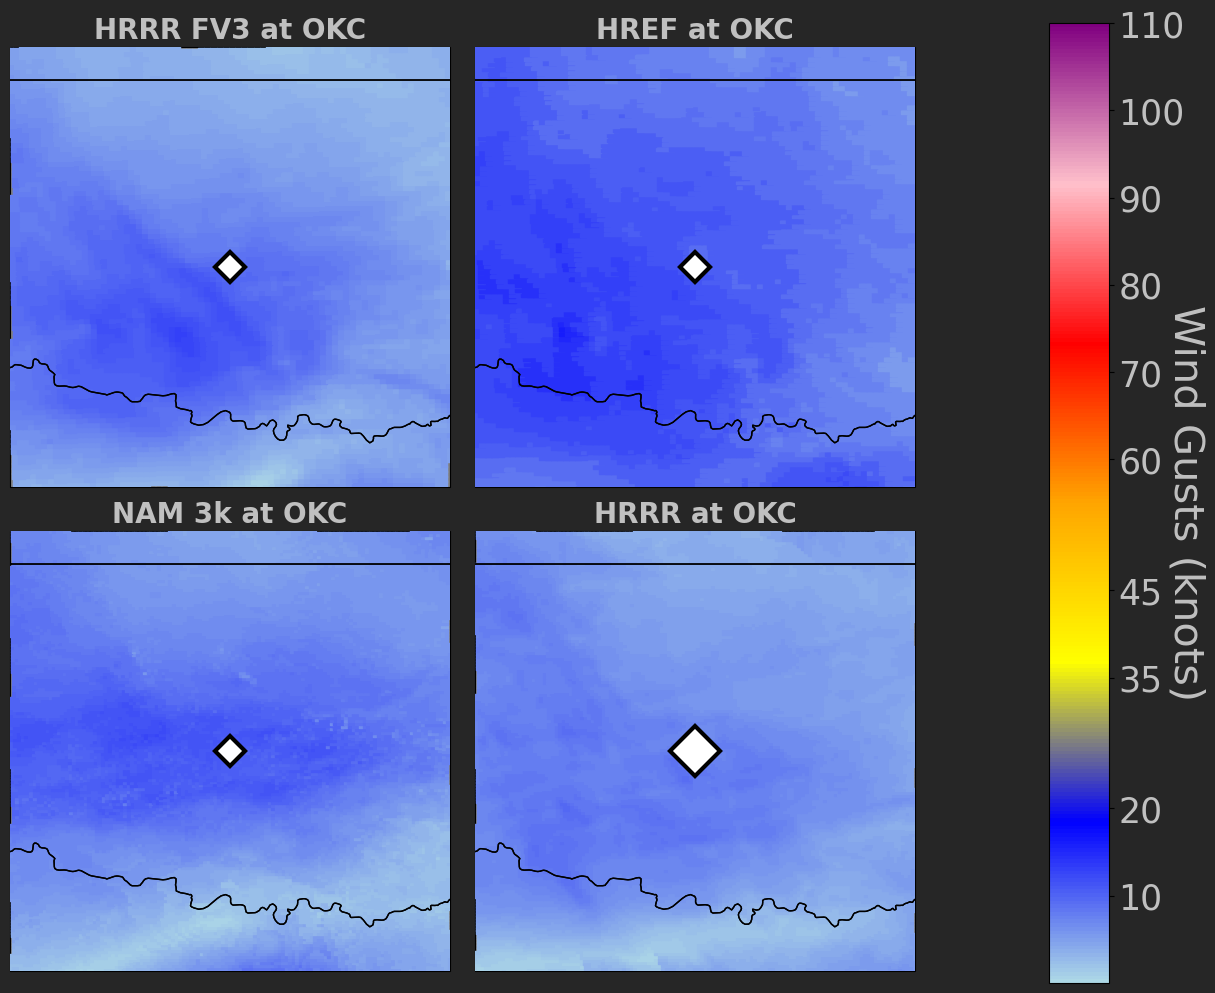 HRRR FV3 at OKC
HREF at OKC
NAM 3k at OKC
HRRR at OKC
110
100
90
80
70
60
45
35
20
10
Wind Gusts (knots)